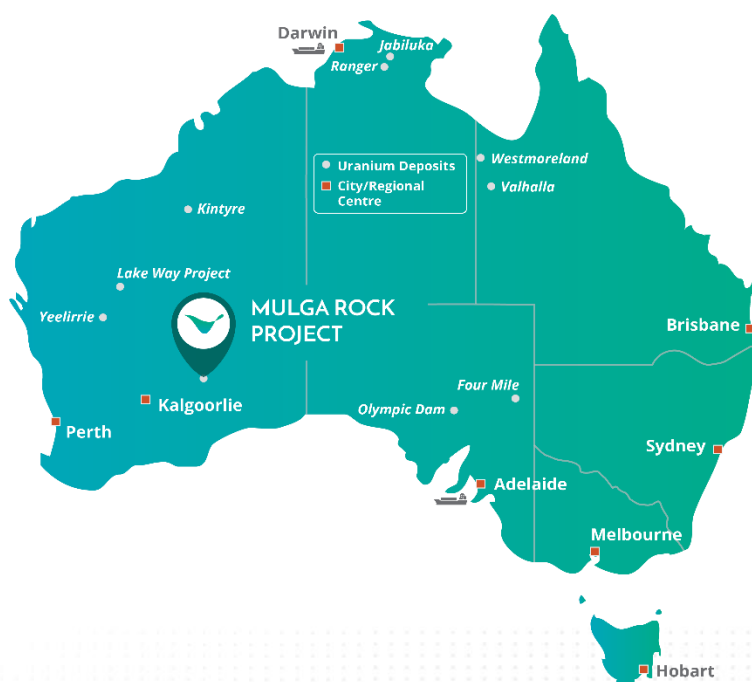 Darwin
Jabiluka
Ranger
Uranium Deposits
City/Regional
Centre
Westmoreland
Valhalla
Kintyre
Lake Way Project
Yeelirrie
MULGA ROCK
PROJECT
Brisbane
Four Mile
Olympic Dam
Kalgoorlie
Perth
Sydney
Adelaide
Melbourne
Hobart